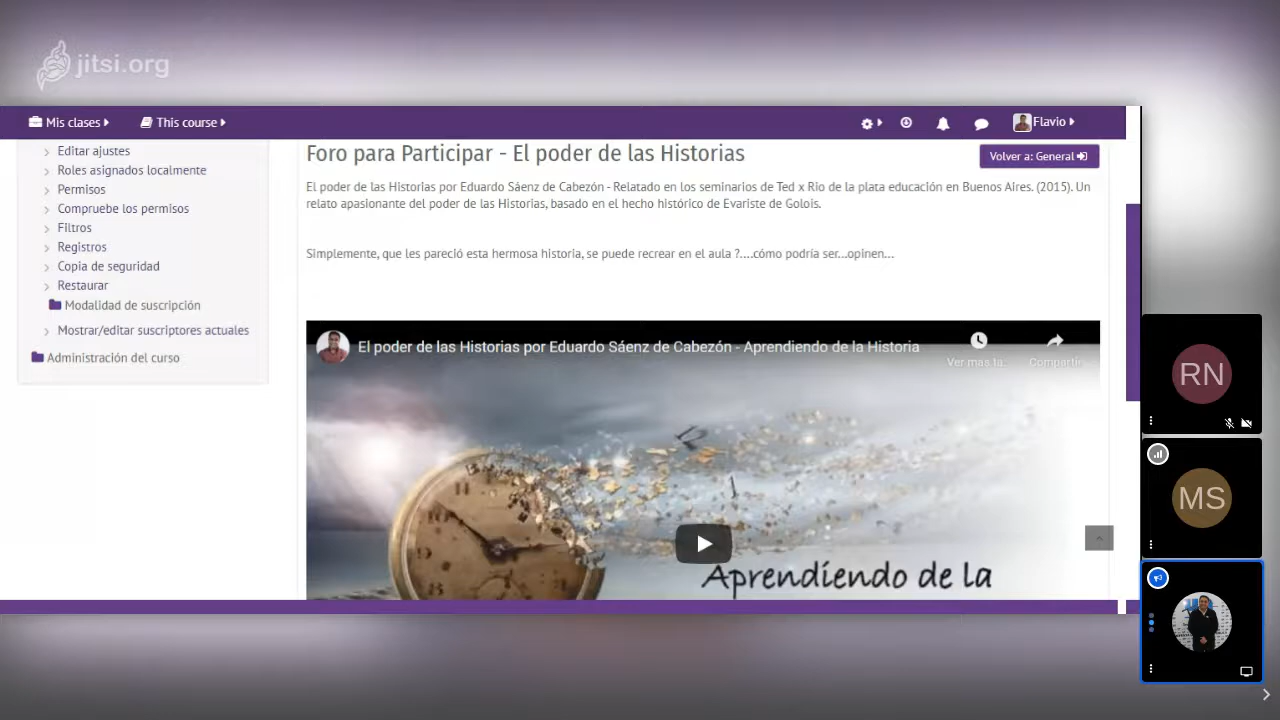 jitsi.org
Mis clases
This course
Flavio
Editar ajustes
Roles asignados localmente
Permisos
Compruebe los permisos
Filtros
Registros
Copia de seguridad
Restaurar
Modalidad de suscripción
Mostrar/editar suscriptores actuales
Administración del curso
Foro para Participar - El poder de las Historias
Volver a: General
El poder de las Historias por Eduardo Sáenz de Cabezón - Relatado en los seminarios de Ted x Rio de la plata educación en Buenos Aires. (2015). Un
relato apasionante del poder de las Historias, basado en el hecho histórico de Evariste de Golois.
Simplemente, que les pareció esta hermosa historia, se puede recrear en el aula ?....cómo podría ser...opinen...
El poder de las Historias por Eduardo Sáenz de Cabezón - Aprendiendo de la Historia
Ver mas ta.
Compartir
Aprendiendo de la
RN
MS